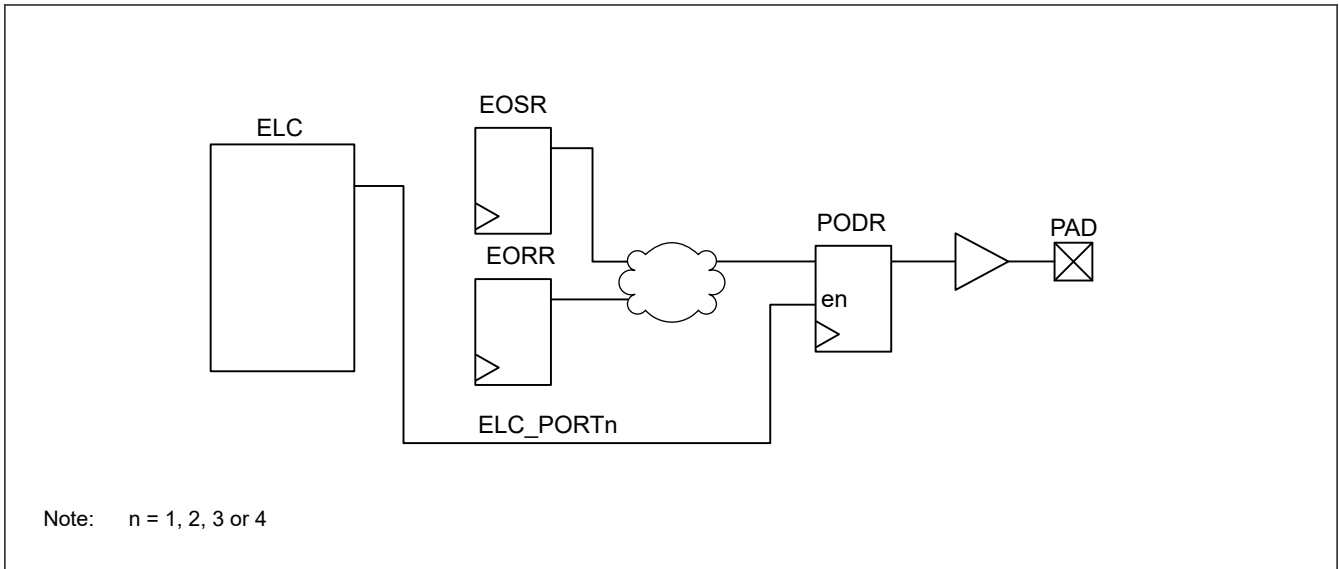 EOSR
ELC
PODR
PAD
EORR
en
ELC_PORTn
Note: n = 1, 2, 3 or 4